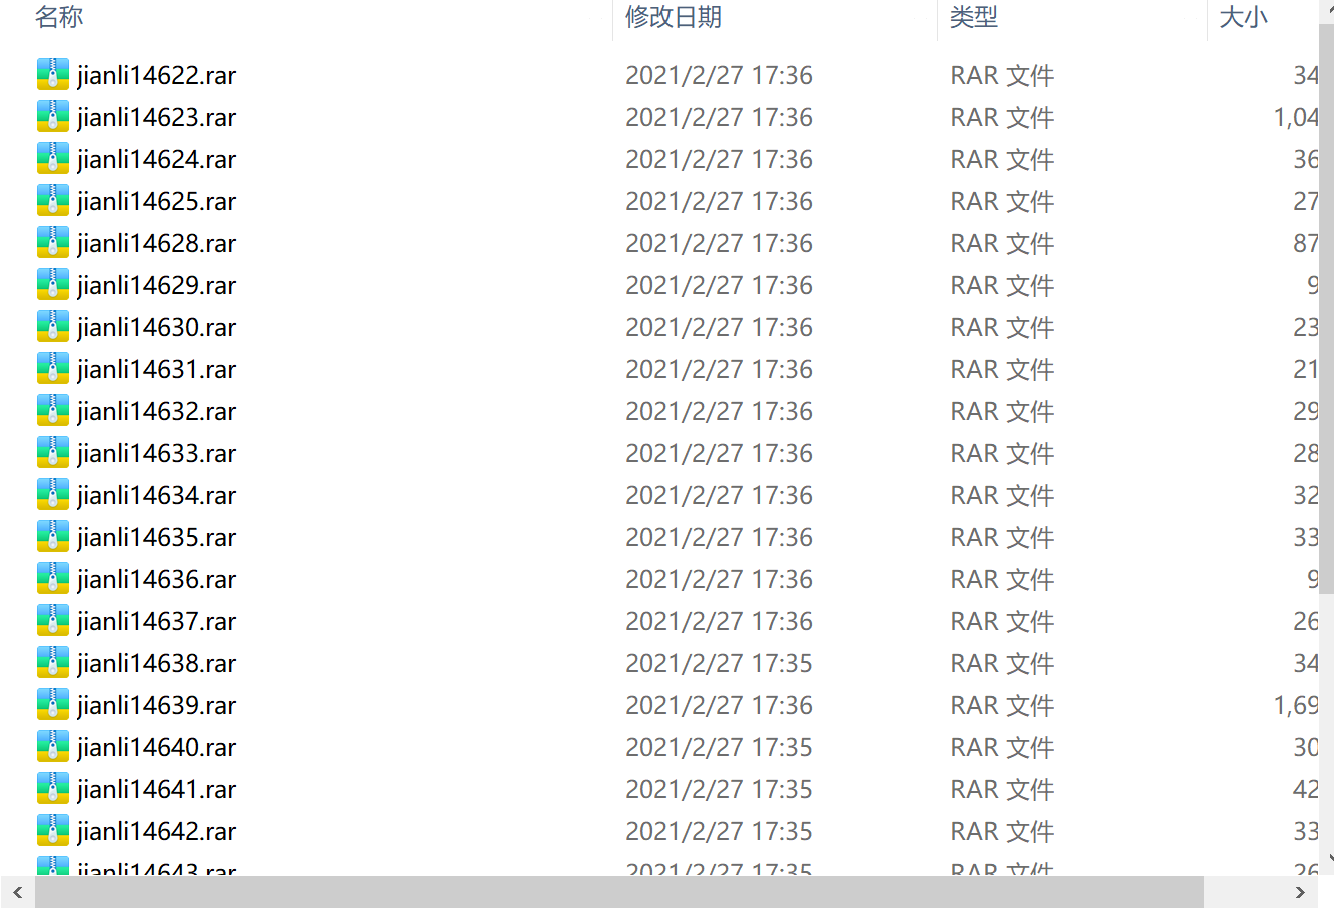 名称 修改日期 类型 大小
jianli14622.rar 2021/2/27 17:36 RAR 文件 34
jianli14623.rar 2021/2/27 17:36 RAR 文件 1,04
jianli14624.rar 2021/2/27 17:36 RAR 文件 36
jianli14625.rar 2021/2/27 17:36 RAR 文件 27
jianli14628.rar 2021/2/27 17:36 RAR 文件 87
jianli14629.rar 2021/2/27 17:36 RAR 文件 9
jianli14630.rar 2021/2/27 17:36 RAR 文件 23
jianli14631.rar 2021/2/27 17:36 RAR 文件 21
jianli14632.rar 2021/2/27 17:36 RAR 文件 29
jianli14633.rar 2021/2/27 17:36 RAR 文件 28
jianli14634.rar 2021/2/27 17:36 RAR 文件 32
jianli14635.rar 2021/2/27 17:36 RAR 文件 33
jianli14636.rar 2021/2/27 17:36 RAR 文件 9
jianli14637.rar 2021/2/27 17:36 RAR 文件 26
jianli14638.rar 2021/2/27 17:35 RAR 文件 34
jianli14639.rar 2021/2/27 17:36 RAR 文件 1,69
jianli14640.rar 2021/2/27 17:35 RAR 文件 30
jianli14641.rar 2021/2/27 17:35 RAR 文件 42
jianli14642.rar 2021/2/27 17:35 RAR 文件 33
jianli14643.rar 2021/2/27 17:35 RAR 文件 26